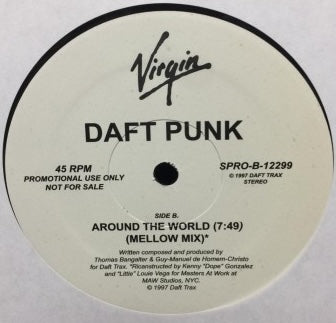 Virgin
DAFT PUNK
45 RPM
PROMOTIONAL USE ONLY
NOT FOR SALE
SPRO-B-12299
© 1997 DAFT TRAX
STEREO
SIDE B.
AROUND THE WORLD (7:49)
(MELLOW MIX)*
Written composed and produced by
Thomas Bangalter & Guy-Manuel de Homem-Christo
for Daft Trax. *Ricanstructed by Kenny "Dope" Gonzalez
and "Little" Louie Vega for Masters At Work at
MAW Studios, NYC.
© 1997 Daft Trax